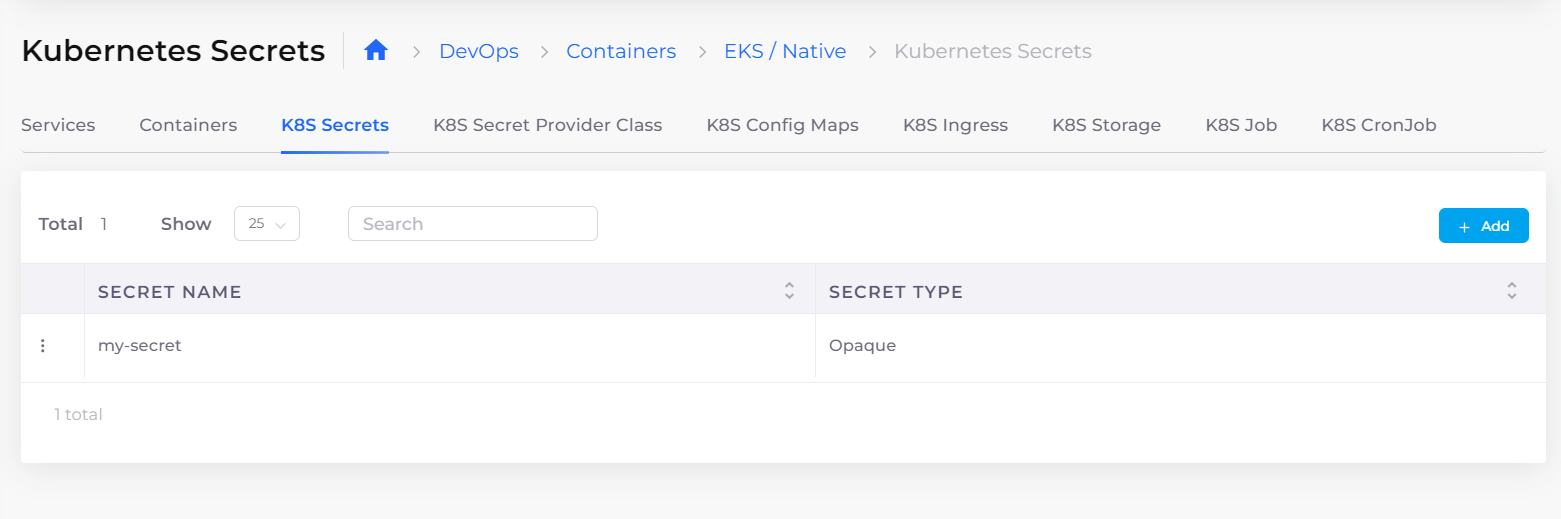 Kubernetes Secrets DevOps Containers EKS / Native Kubernetes Secrets
Services Containers K8S Secrets K8S Secret Provider Class K8S Config Maps K8S Ingress K8S Storage K8S Job K8S CronJob
Total 1 Show 25 Search + Add
SECRET NAME SECRET TYPE
my-secret Opaque
1 total